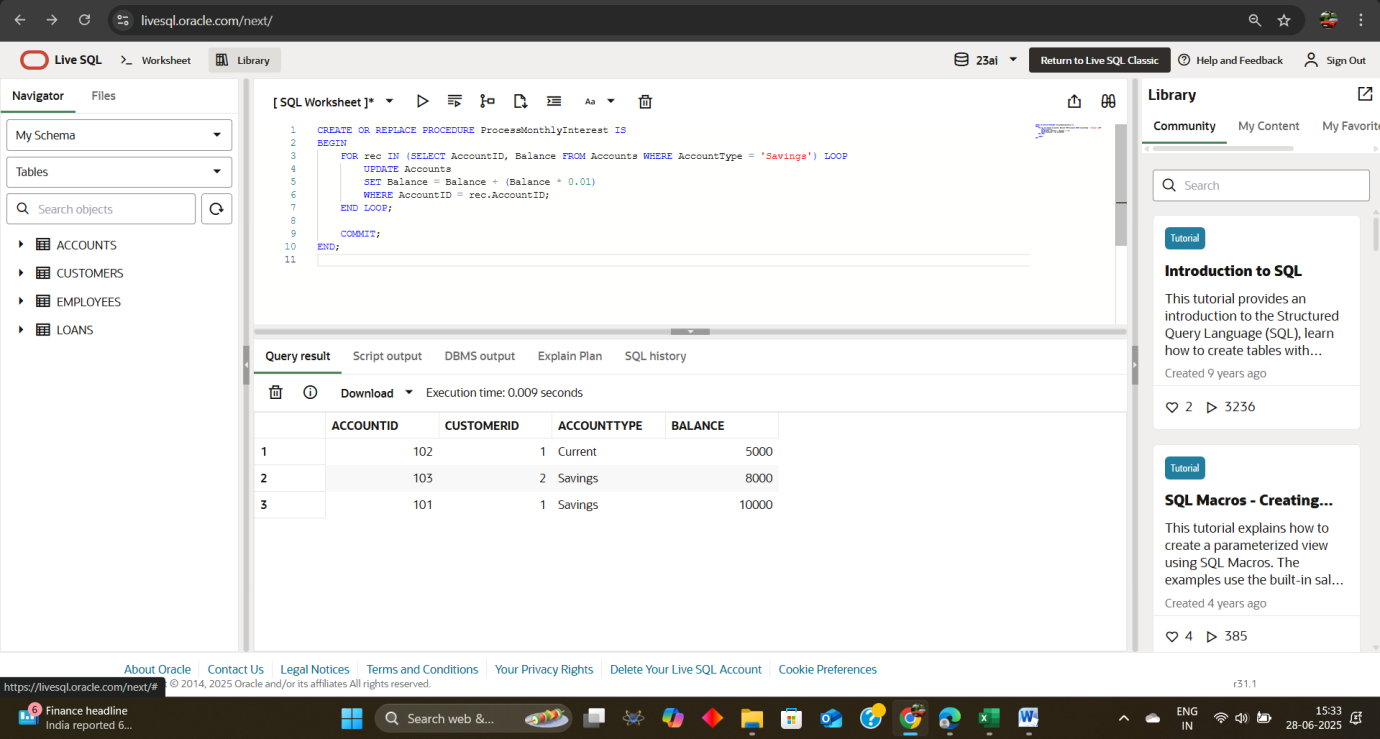 livesql.oracle.com/next/
Live SQL
Worksheet
Library
23ai
Return to Live SQL Classic
Help and Feedback
Sign Out
Navigator
Files
My Schema
Tables
Search objects
ACCOUNTS
CUSTOMERS
EMPLOYEES
LOANS
[ SQL Worksheet ]*
Aa
1 CREATE OR REPLACE PROCEDURE ProcessMonthlyInterest IS
2 BEGIN
3 FOR rec IN (SELECT AccountID, Balance FROM Accounts WHERE AccountType = 'Savings') LOOP
4 UPDATE Accounts
5 SET Balance = Balance + (Balance * 0.01)
6 WHERE AccountID = rec.AccountID;
7 END LOOP;
8
9 COMMIT;
10 END;
11
Query result
Script output
DBMS output
Explain Plan
SQL history
Download
Execution time: 0.009 seconds
ACCOUNTID CUSTOMERID ACCOUNTTYPE BALANCE
1 102 1 Current 5000
2 103 2 Savings 8000
3 101 1 Savings 10000
Library
Community
My Content
My Favorit
Search
Tutorial
Introduction to SQL
This tutorial provides an
introduction to the Structured
Query Language (SQL), learn
how to create tables with...
Created 9 years ago
2 3236
Tutorial
SQL Macros - Creating...
This tutorial explains how to
create a parameterized view
using SQL Macros. The
examples use the built-in sal...
Created 4 years ago
4 385
About Oracle
Contact Us
Legal Notices
Terms and Conditions
Your Privacy Rights
Delete Your Live SQL Account
Cookie Preferences
https://livesql.oracle.com/next/#
© 2014, 2025 Oracle and/or its affiliates All rights reserved.
r31.1
6
Finance headline
India reported 6...
Search web &...
ENG
IN
15:33
28-06-2025